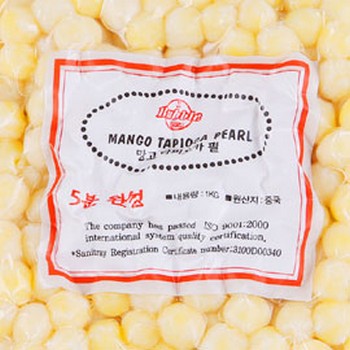 Bubble
MANGO TAPIOCA PEARL
망고 타피오카 펄
5분 완성 ■내용량 : 1KG ■원산지 : 중국
The company has passed ISO 9001:2000
international system quality certification,
*Sanitray Registration Certificate number:3100D00340